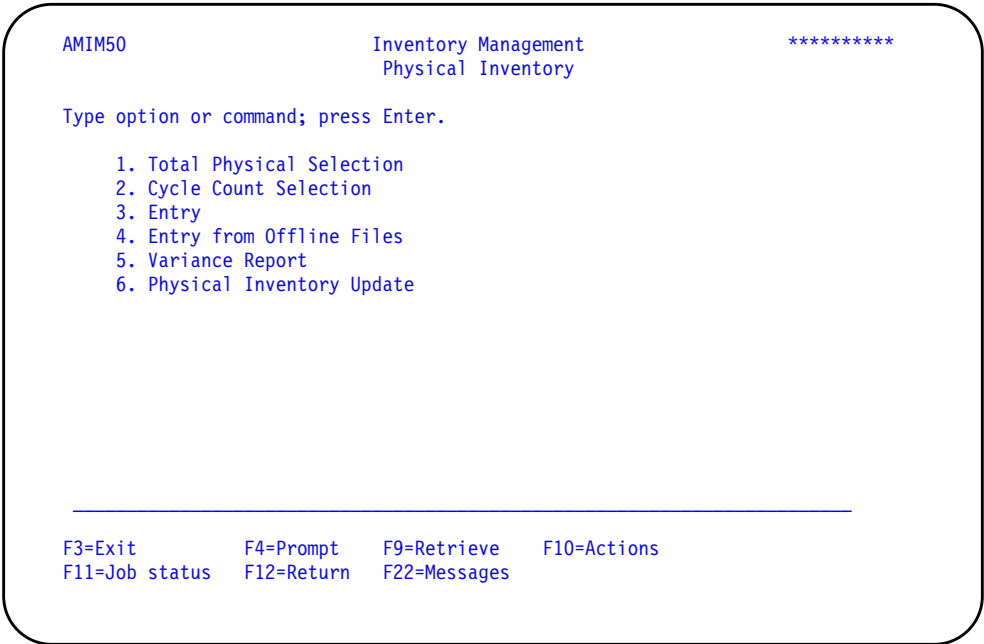 AMIM50 Inventory Management **********
Physical Inventory
Type option or command; press Enter.
1. Total Physical Selection
2. Cycle Count Selection
3. Entry
4. Entry from Offline Files
5. Variance Report
6. Physical Inventory Update
F3=Exit F4=Prompt F9=Retrieve F10=Actions
F11=Job status F12=Return F22=Messages